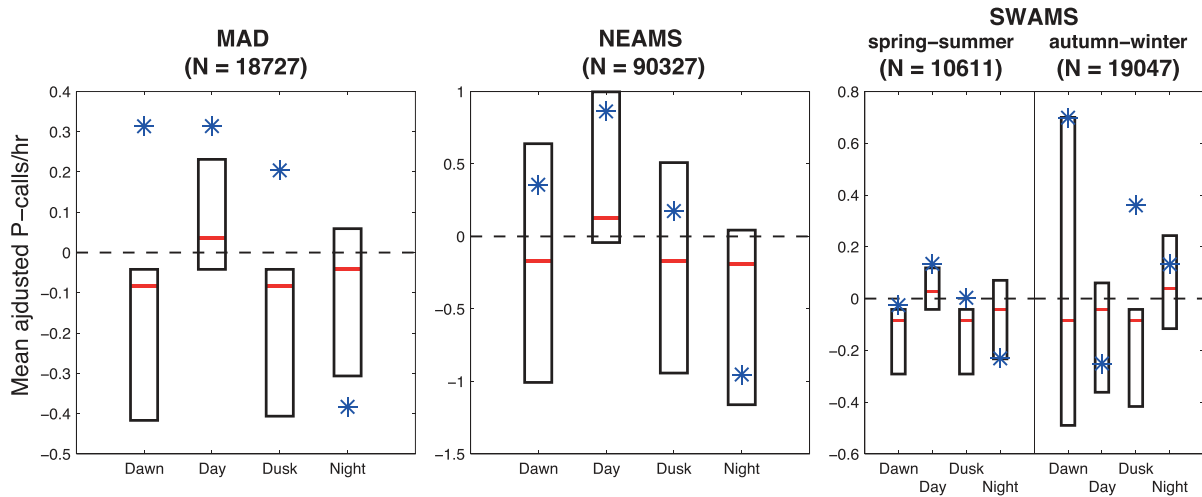 MAD
(N = 18727)
NEAMS
(N = 90327)
SWAMS
spring−summer
autumn−winter
(N = 10611)
(N = 19047)
Mean ajdusted P−calls/hr
0.4
0.3
0.2
0.1
0
−0.1
−0.2
−0.3
−0.4
−0.5
Dawn
Day
Dusk
Night
1
0.5
0
−0.5
−1
−1.5
Dawn
Day
Dusk
Night
0.8
0.6
0.4
0.2
0
−0.2
−0.4
−0.6
Dawn
Day
Dusk
Night
Dawn
Day
Dusk
Night